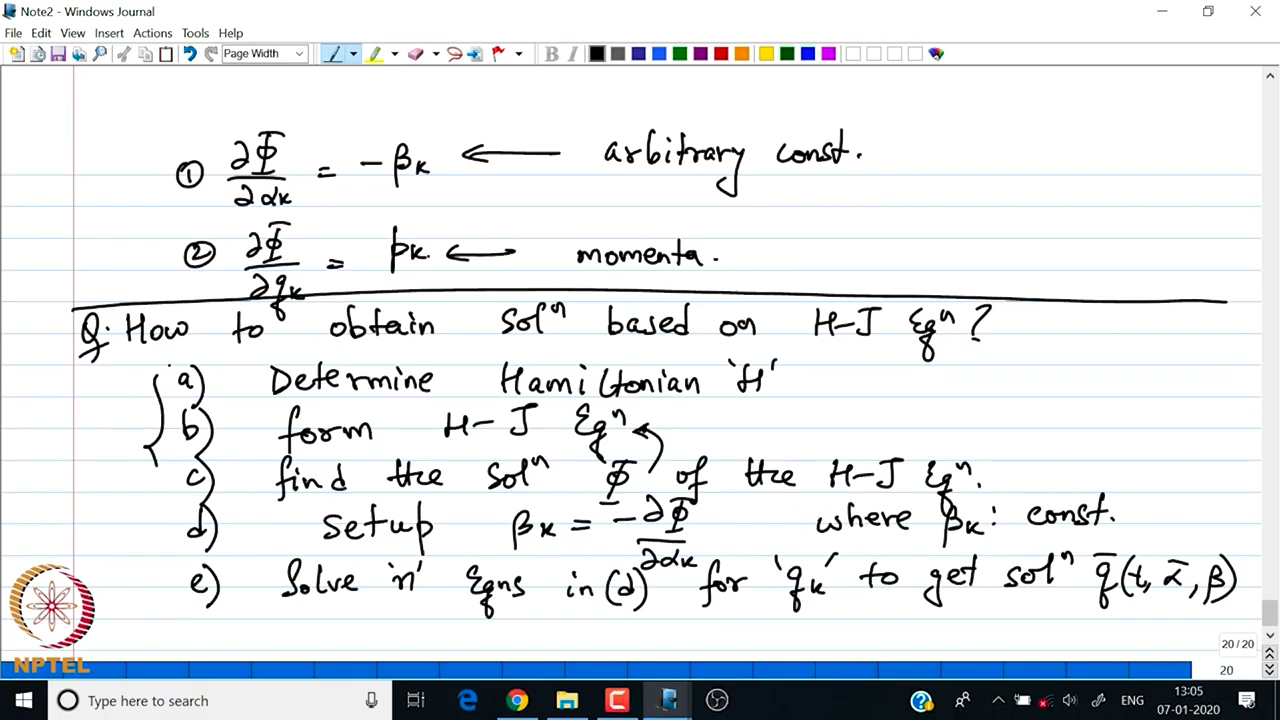 Note2 - Windows Journal
File Edit View Insert Actions Tools Help
Page Width
B I
① ∂Φ/∂αₖ = -βₖ ← arbitrary const.
② ∂Φ/∂qₖ = pₖ. ↔ momenta.
Q. How to obtain solⁿ based on H-J Eqⁿ?
a) Determine Hamiltonian 'H'
b) form H-J Eqⁿ
c) find the solⁿ Φ of the H-J Eqⁿ.
d) setup βₖ = -∂Φ/∂αₖ where βₖ: const.
e) Solve 'n' Eqns in (d) for 'qₖ' to get solⁿ q̄(t, ᾱ, β)
NPTEL
20 / 20
20
Type here to search
ENG
13:05
07-01-2020